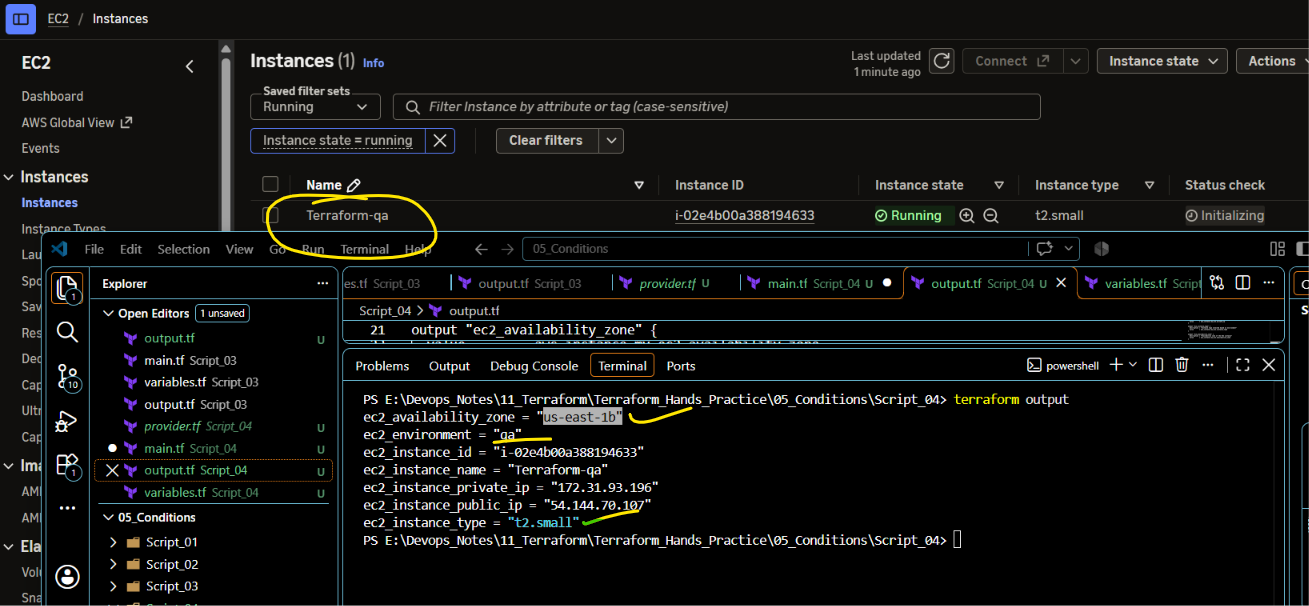 EC2 / Instances
EC2
Dashboard
AWS Global View
Events
Instances
Instances
Instance Types
Instances (1) Info
Last updated
1 minute ago
Connect
Instance state
Actions
Saved filter sets
Running
Filter Instance by attribute or tag (case-sensitive)
Instance state = running
Clear filters
Name Instance ID Instance state Instance type Status check
Terraform-qa i-02e4b00a388194633 Running t2.small Initializing
File Edit Selection View Go Run Terminal Help
05_Conditions
Explorer
Open Editors 1 unsaved
output.tf U
main.tf Script_03
variables.tf Script_03
output.tf Script_03
provider.tf Script_04 U
main.tf Script_04 U
output.tf Script_04 U
variables.tf Script_04 U
05_Conditions
Script_01
Script_02
Script_03
es.tf Script_03 output.tf Script_03 provider.tf U main.tf Script_04 U output.tf Script_04 U variables.tf Script
Script_04 > output.tf
21 output "ec2_availability_zone" {
Problems Output Debug Console Terminal Ports
powershell
PS E:\Devops_Notes\11_Terraform\Terraform_Hands_Practice\05_Conditions\Script_04> terraform output
ec2_availability_zone = "us-east-1b"
ec2_environment = "qa"
ec2_instance_id = "i-02e4b00a388194633"
ec2_instance_name = "Terraform-qa"
ec2_instance_private_ip = "172.31.93.196"
ec2_instance_public_ip = "54.144.70.107"
ec2_instance_type = "t2.small"
PS E:\Devops_Notes\11_Terraform\Terraform_Hands_Practice\05_Conditions\Script_04>